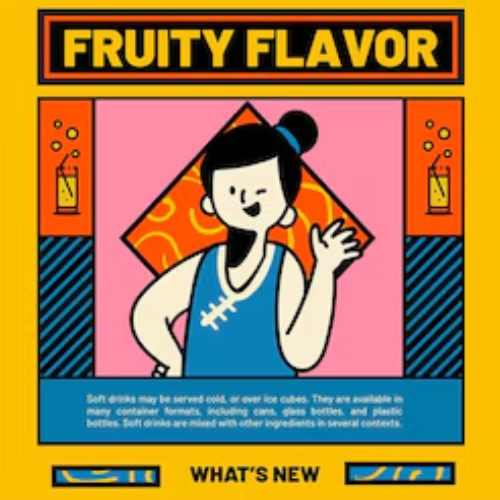 FRUITY FLAVOR
Soft drinks may be served cold, or over ice cubes. They are available in
many container formats, including cans, glass bottles, and plastic
bottles. Soft drinks are mixed with other ingredients in several contexts.
WHAT'S NEW